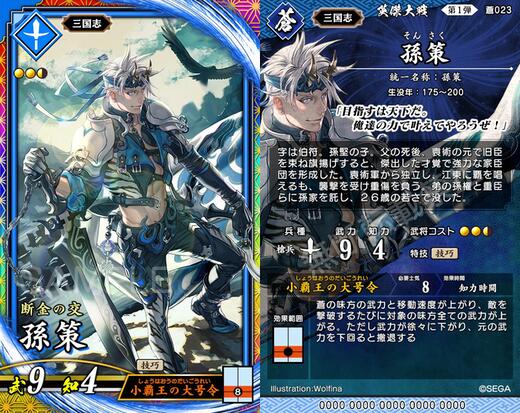 三国志
断金の交
孫策
武9 知4
技巧
しょうはおうのだいごうれい
小覇王の大号令
8
蒼
三国志
英傑大戦
第1弾
蒼023
そん さく
孫策
統一名称:孫策
生没年:175~200
「目指すは天下だ。
俺達の力で叶えてやろうぜ!」
字は伯符。孫堅の子。父の死後、袁術の元で旧臣
を束ね旗揚げすると、傑出した才覚で強力な家臣
団を形成した。袁術軍から独立し、江東に覇を唱
えるも、襲撃を受け重傷を負う。弟の孫権と重臣
らに孫家を託し、26歳の若さで没した。
兵種 武力 知力 武将コスト
槍兵 9 4 特技 技巧
しょうはおうのだいごうれい 必要士気 効果時間
小覇王の大号令 8 知力時間
効果範囲
蒼の味方の武力と移動速度が上がり、敵を
撃破するたびに対象の味方全ての武力が上
がる。ただし武力が徐々に下がり、元の武
力を下回ると撤退する
Illustration:Wolfina
©SEGA
0000 0000 0000 0000 0000